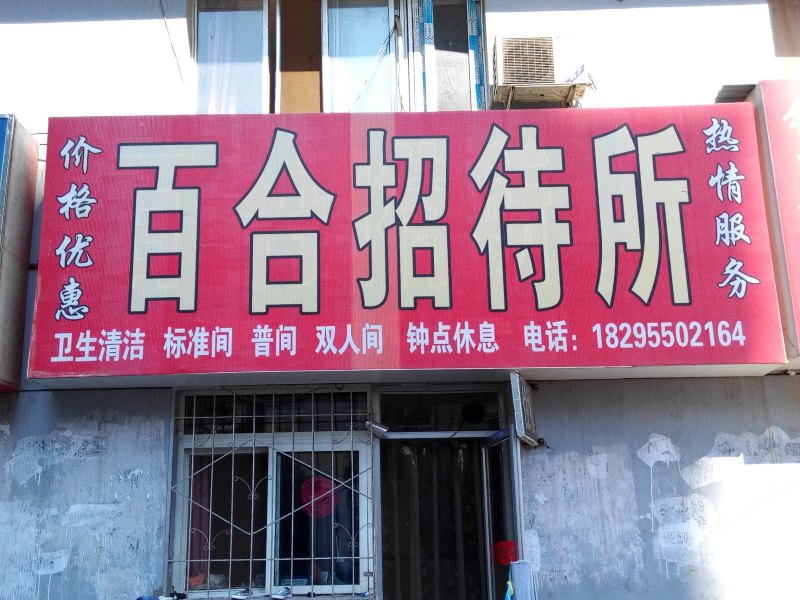 价格优惠
百合招待所
热情服务
卫生清洁 标准间 普间 双人间 钟点休息 电话：18295502164